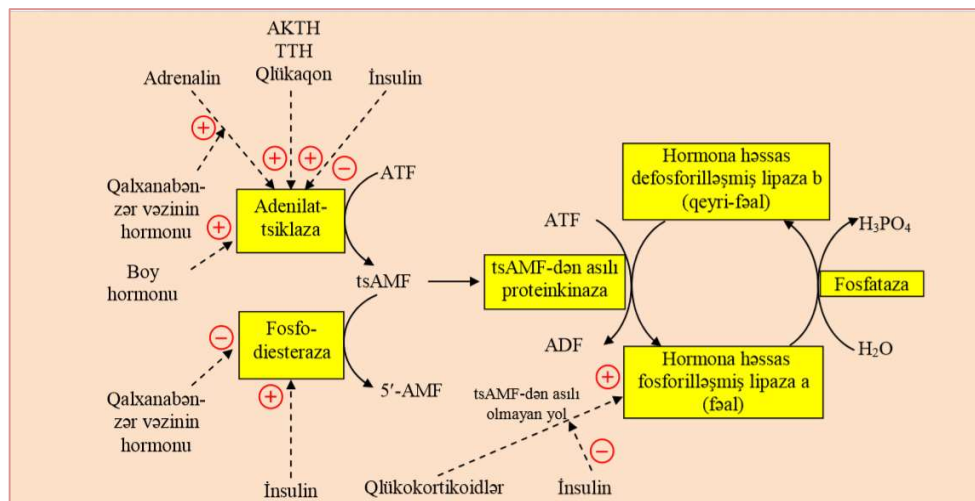 AKTH
TTH
Qlükaqon
Adrenalin
İnsulin
+
+
+
−
Qalxanabən-
zər vəzinin
hormonu
+
Boy
hormonu
Adenilat-
tsiklaza
ATF
tsAMF
Fosfo-
diesteraza
−
+
Qalxanabən-
zər vəzinin
hormonu
5′-AMF
İnsulin
ATF
tsAMF-dən asılı
proteinkinaza
ADF
Hormona həssas
defosforilləşmiş lipaza b
(qeyri-fəal)
H₃PO₄
Fosfataza
H₂O
Hormona həssas
fosforilləşmiş lipaza a
(fəal)
+
tsAMF-dən asılı
olmayan yol
−
Qlükokortikoidlər
İnsulin